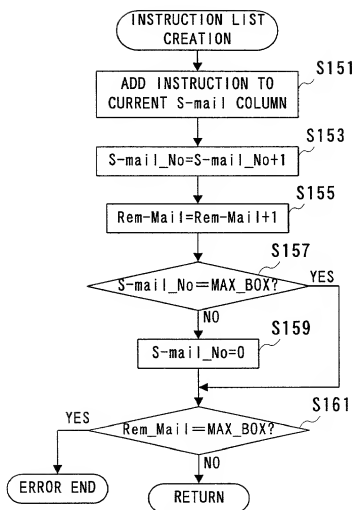 INSTRUCTION LIST
CREATION
S151
ADD INSTRUCTION TO
CURRENT S-mail COLUMN
S153
S-mail_No=S-mail_No+1
S155
Rem-Mail=Rem-Mail+1
S157
S-mail_No=MAX_BOX?
YES
NO
S159
S-mail_No=0
S161
YES
Rem_Mail=MAX_BOX?
NO
ERROR END
RETURN